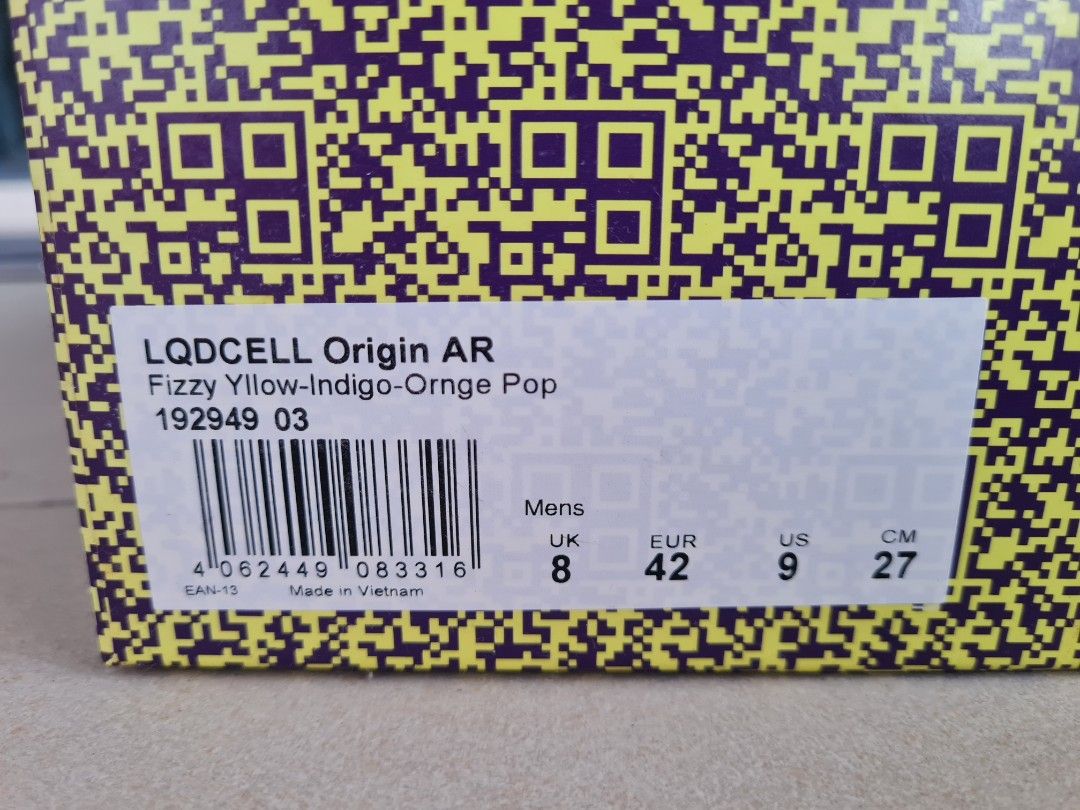 LQDCELL Origin AR
Fizzy Yllow-Indigo-Ornge Pop
192949 03
4 062449 083316
EAN-13 Made in Vietnam
Mens
UK EUR US CM
8 42 9 27